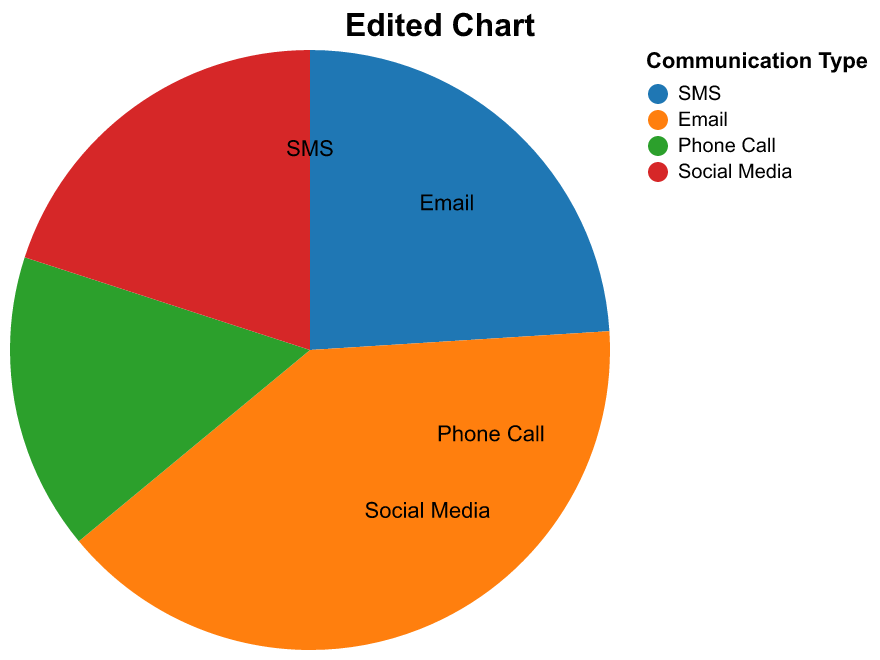 Edited Chart
Communication Type
SMS
Email
Phone Call
Social Media
SMS
Email
Phone Call
Social Media